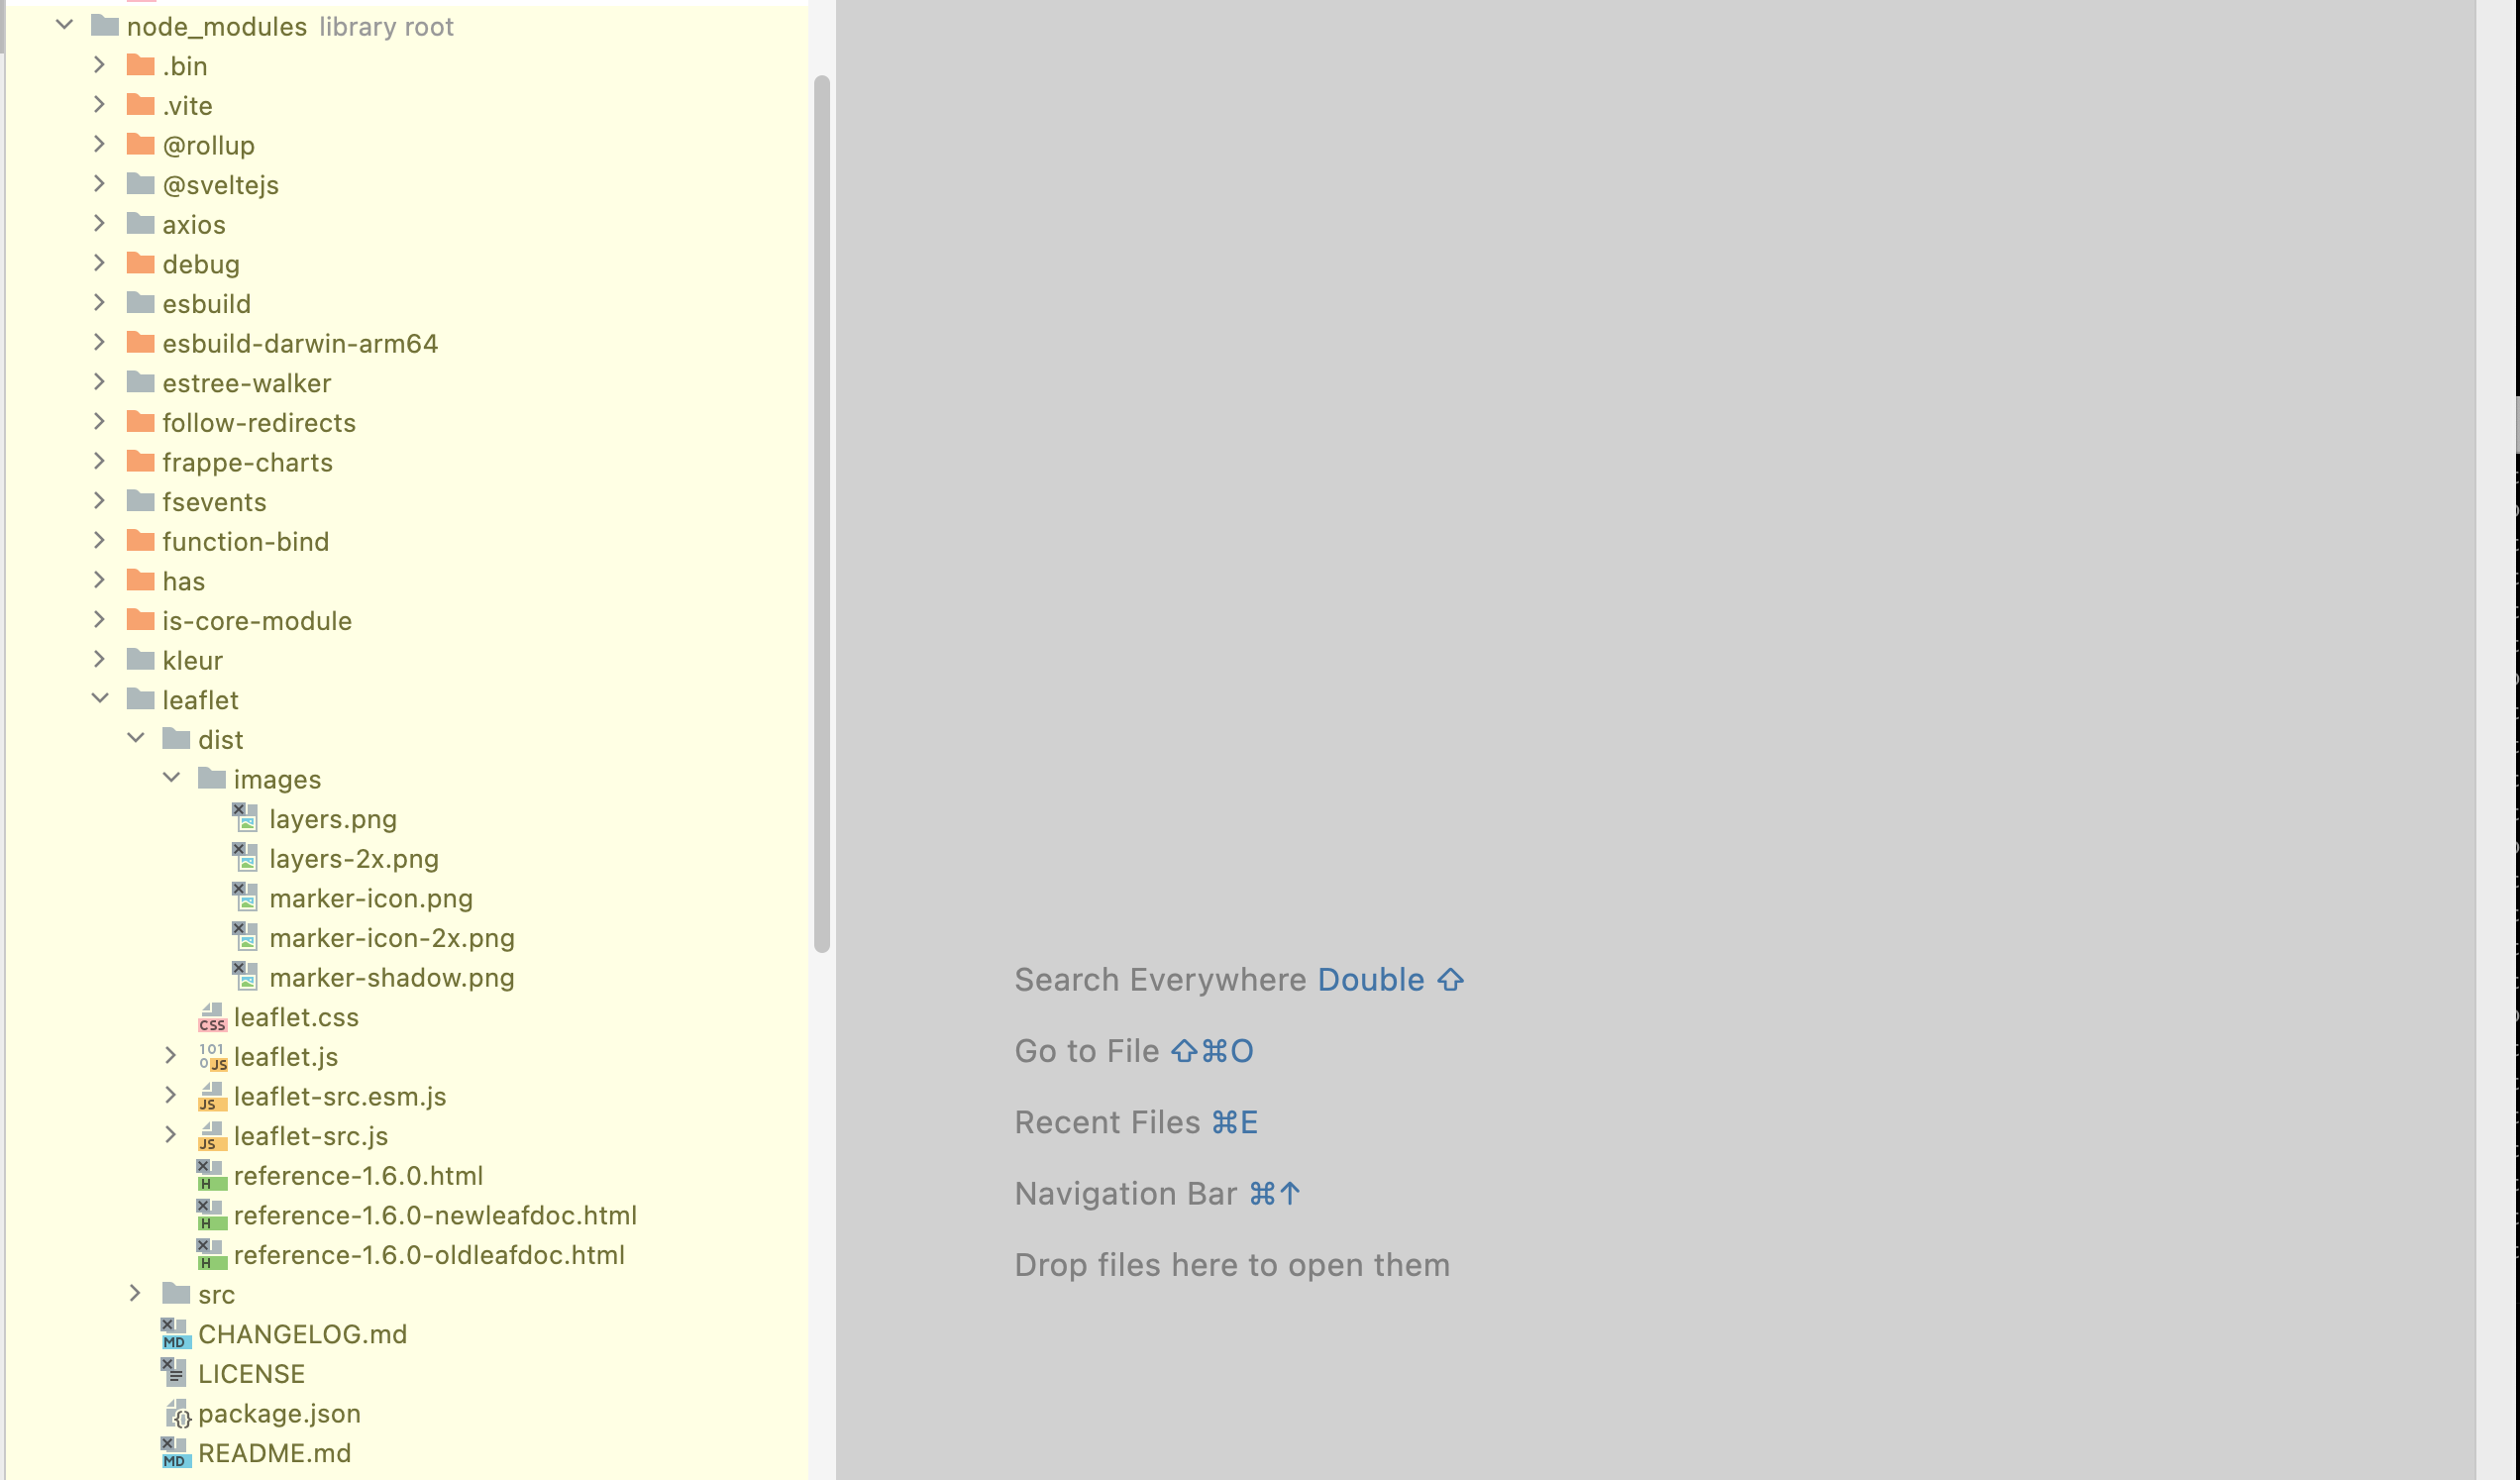 node_modules library root
.bin
.vite
@rollup
@sveltejs
axios
debug
esbuild
esbuild-darwin-arm64
estree-walker
follow-redirects
frappe-charts
fsevents
function-bind
has
is-core-module
kleur
leaflet
dist
images
layers.png
layers-2x.png
marker-icon.png
marker-icon-2x.png
marker-shadow.png
CSS leaflet.css
101 0 JS leaflet.js
JS leaflet-src.esm.js
JS leaflet-src.js
H reference-1.6.0.html
H reference-1.6.0-newleafdoc.html
H reference-1.6.0-oldleafdoc.html
src
MD CHANGELOG.md
LICENSE
{} package.json
MD README.md
Search Everywhere Double ⇧
Go to File ⇧⌘O
Recent Files ⌘E
Navigation Bar ⌘↑
Drop files here to open them